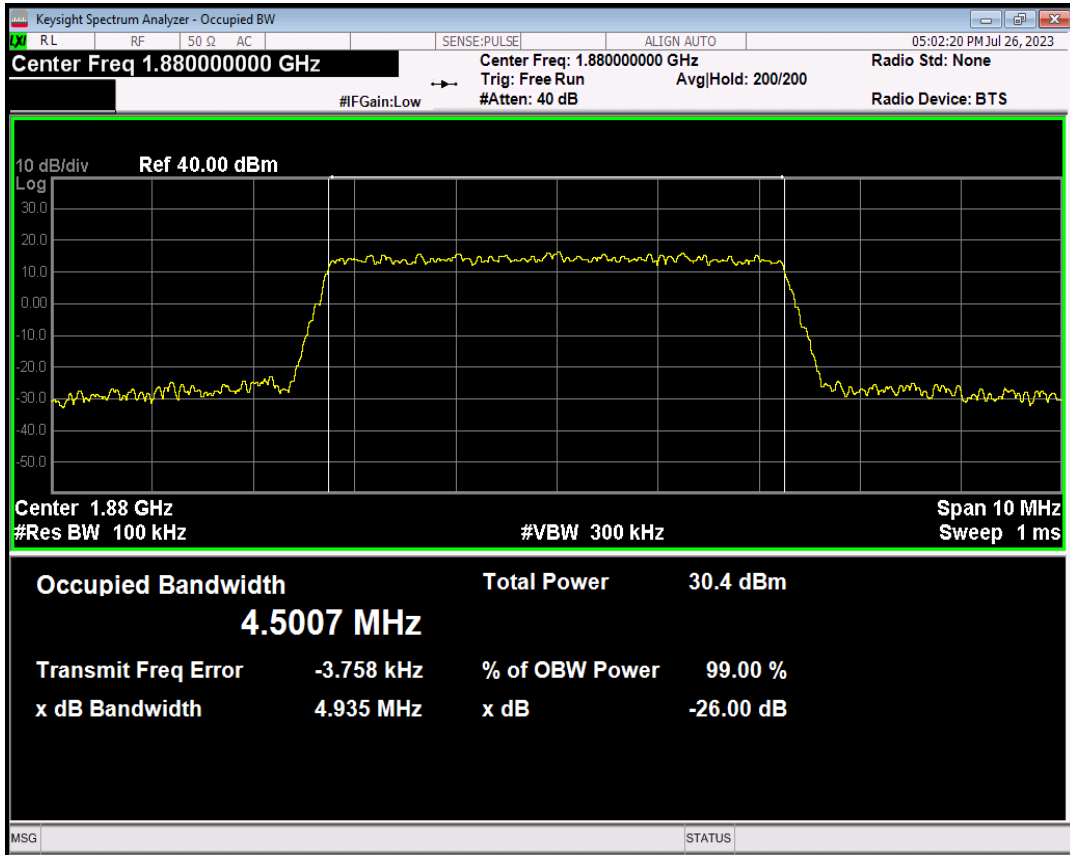 Keysight Spectrum Analyzer - Occupied BW
LXI RL RF 50 Ω AC SENSE:PULSE ALIGN AUTO 05:02:20 PM Jul 26, 2023
Center Freq 1.880000000 GHz Center Freq: 1.880000000 GHz Radio Std: None
Trig: Free Run Avg|Hold: 200/200
#IFGain:Low #Atten: 40 dB Radio Device: BTS
10 dB/div Ref 40.00 dBm
Log
30.0
20.0
10.0
0.00
-10.0
-20.0
-30.0
-40.0
-50.0
Center 1.88 GHz Span 10 MHz
#Res BW 100 kHz #VBW 300 kHz Sweep 1 ms
Occupied Bandwidth Total Power 30.4 dBm
4.5007 MHz
Transmit Freq Error -3.758 kHz % of OBW Power 99.00 %
x dB Bandwidth 4.935 MHz x dB -26.00 dB
MSG STATUS